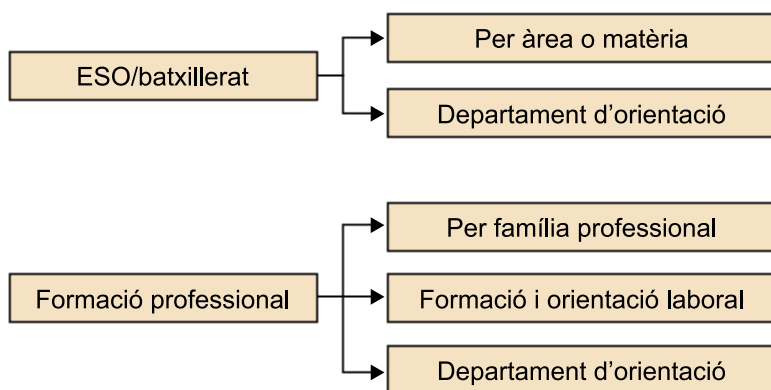 ESO/batxillerat
Per àrea o matèria
Departament d’orientació
Formació professional
Per família professional
Formació i orientació laboral
Departament d’orientació